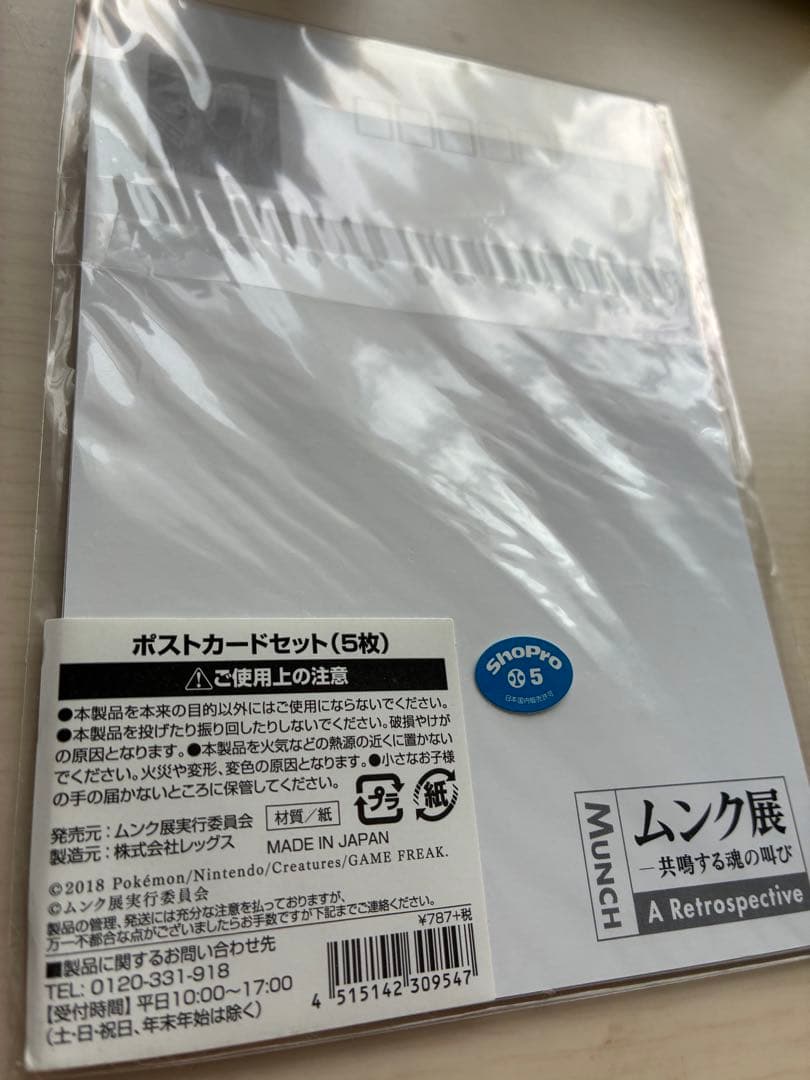 ポストカードセット(5枚)
⚠ご使用上の注意
●本製品を本来の目的以外にはご使用にならないでください。
●本製品を投げたり振り回したりしないでください。破損やけが
の原因となります。●本製品を火気などの熱源の近くに置かない
でください。火災や変形、変色の原因となります。●小さなお子様
の手の届かないところに保管してください。
プラ
紙
発売元:ムンク展実行委員会
材質/紙
製造元:株式会社レッグス
MADE IN JAPAN
©2018 Pokémon/Nintendo/Creatures/GAME FREAK.
©ムンク展実行委員会
製品の管理、発送には充分な注意を払っておりますが、
万一不都合な点がございましたらお手数ですが下記までご連絡ください。
¥787+税
■製品に関するお問い合わせ先
TEL: 0120-331-918
【受付時間】平日10:00〜17:00
(土・日・祝日、年末年始は除く)
4 515142 309547
ShoPro
5
日本国内販売許可
MUNCH
ムンク展
―共鳴する魂の叫び
A Retrospective